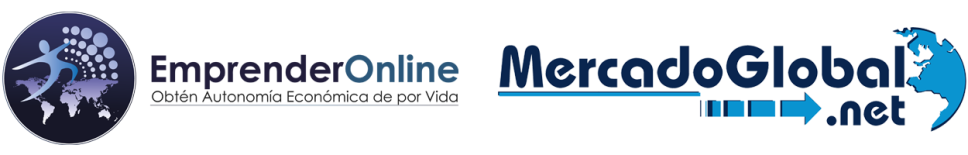 EmprenderOnline
Obtén Autonomía Económica de por Vida
MercadoGlobal
.net